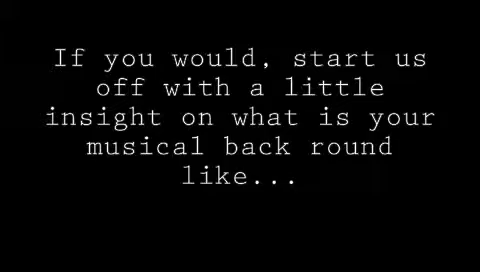 If you would, start us
off with a little
insight on what is your
musical back round
like...